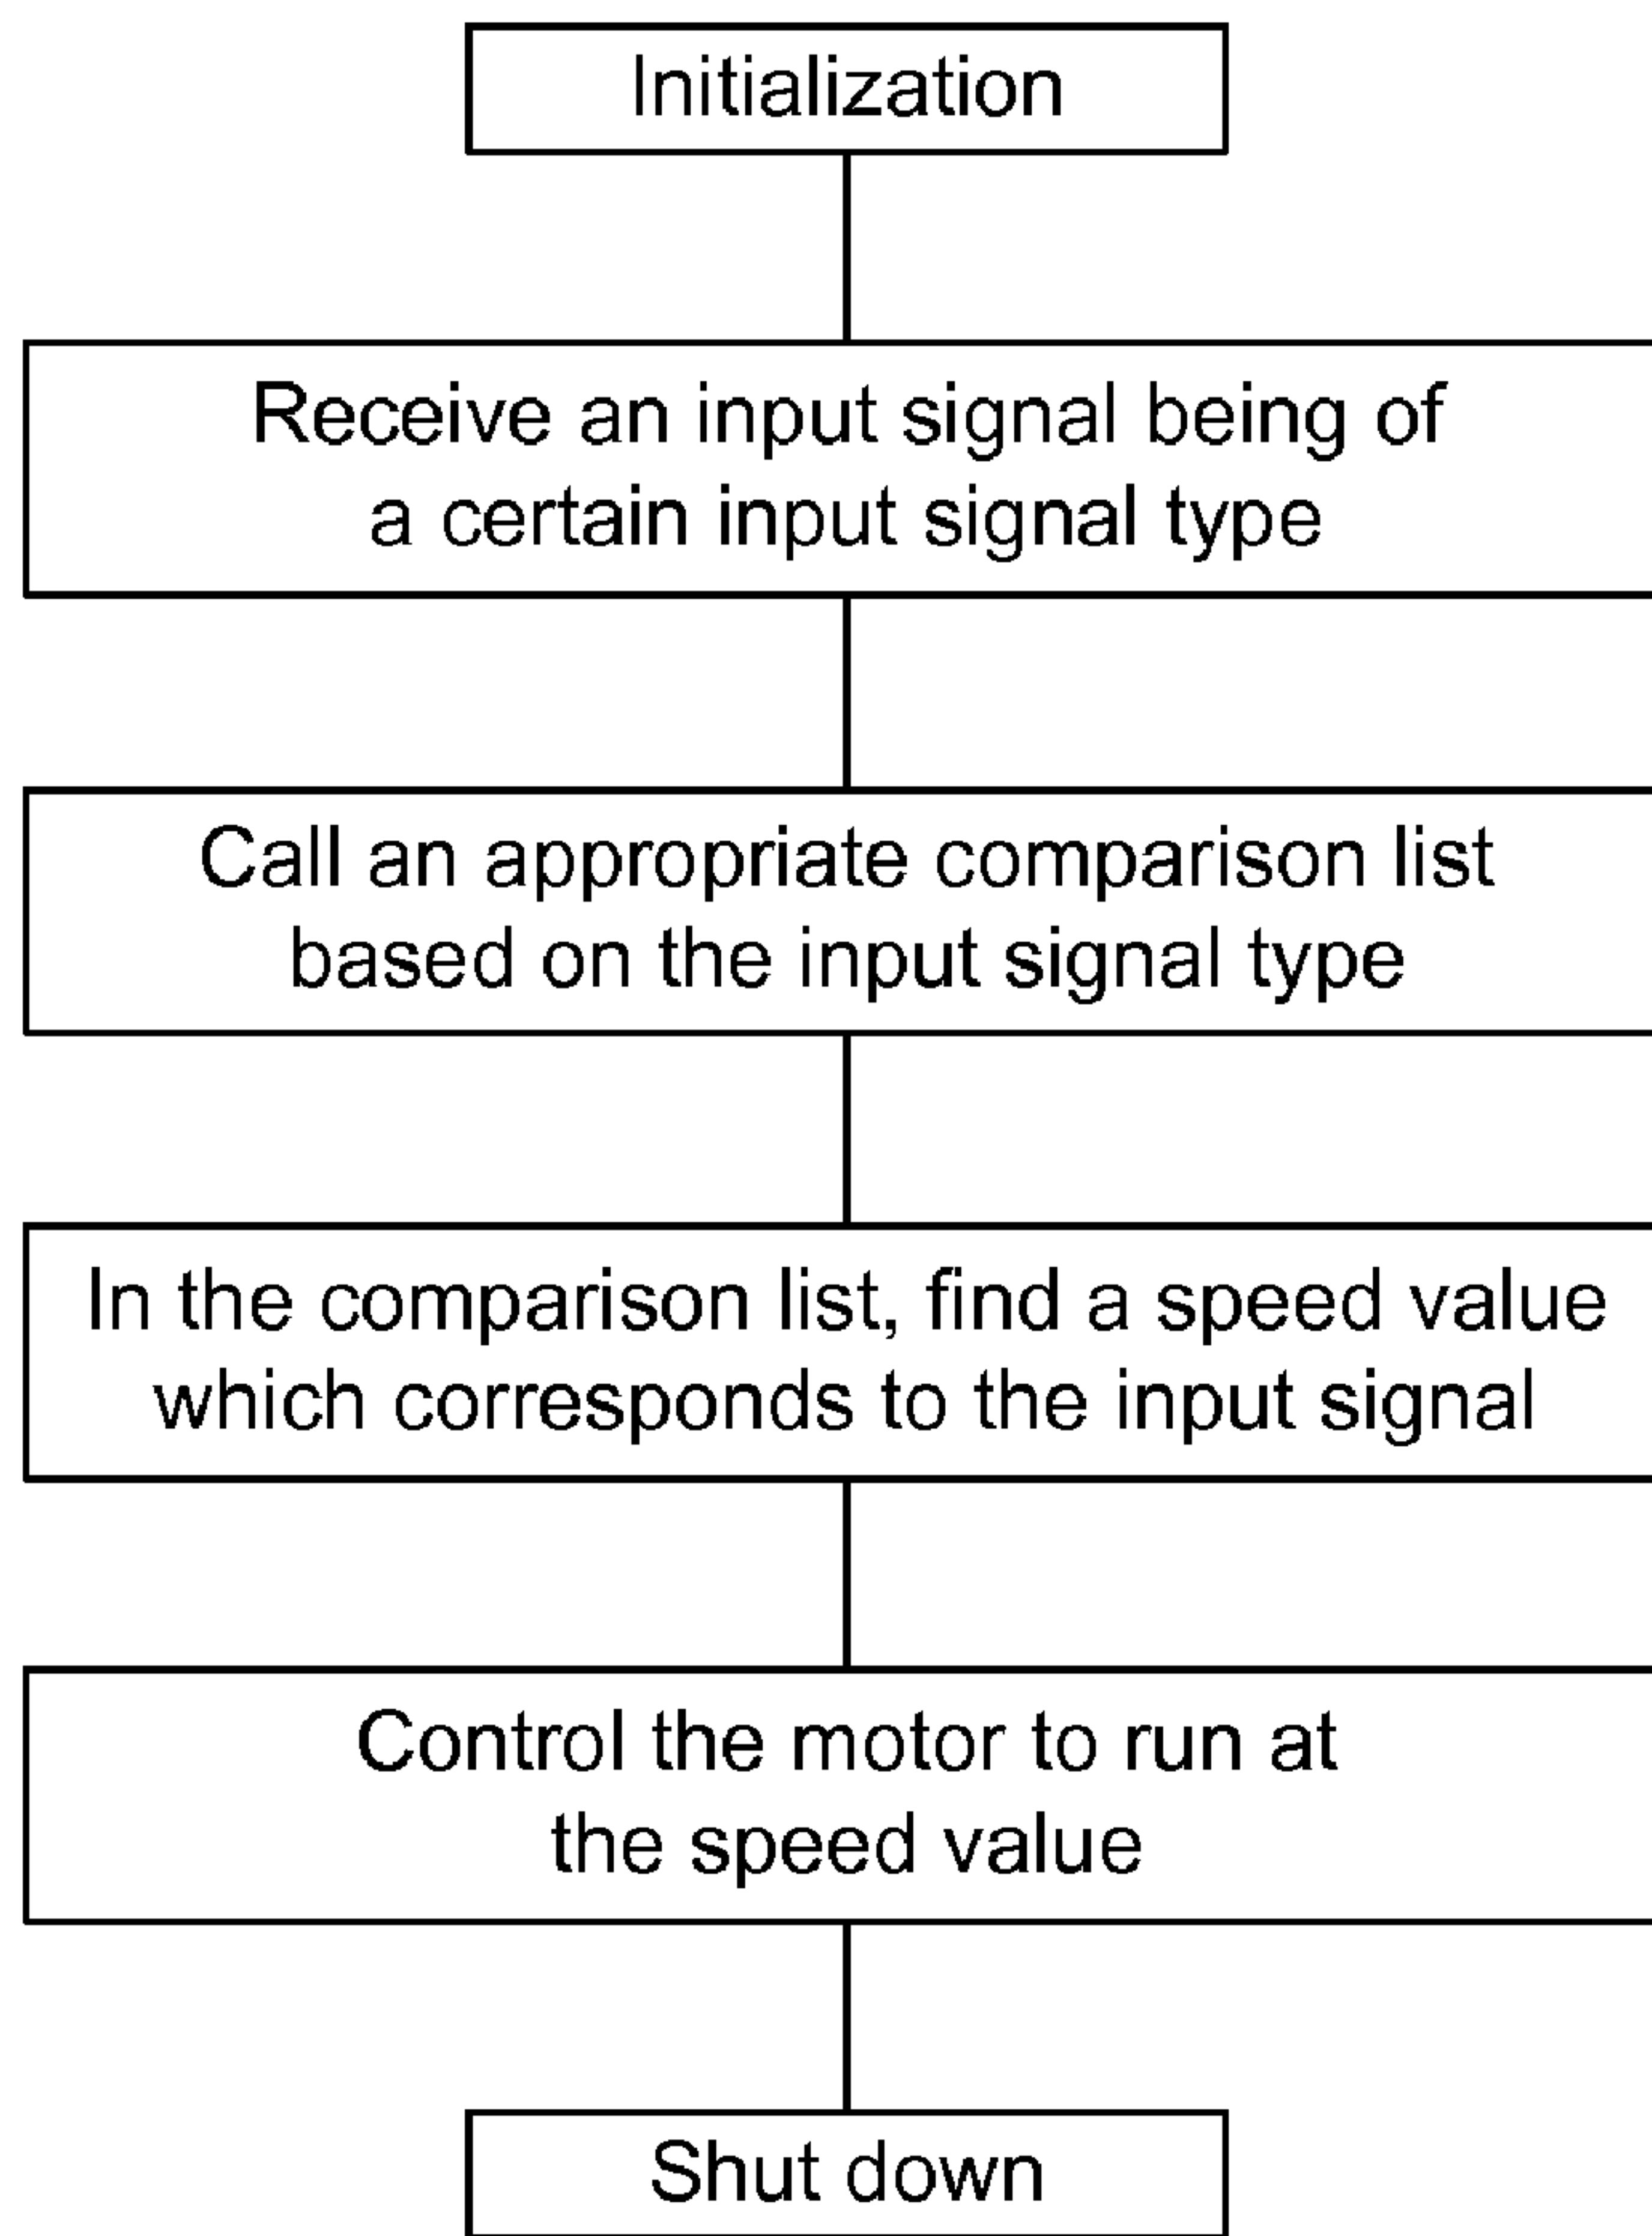 Initialization
Receive an input signal being of
a certain input signal type
Call an appropriate comparison list
based on the input signal type
In the comparison list, find a speed value
which corresponds to the input signal
Control the motor to run at
the speed value
Shut down